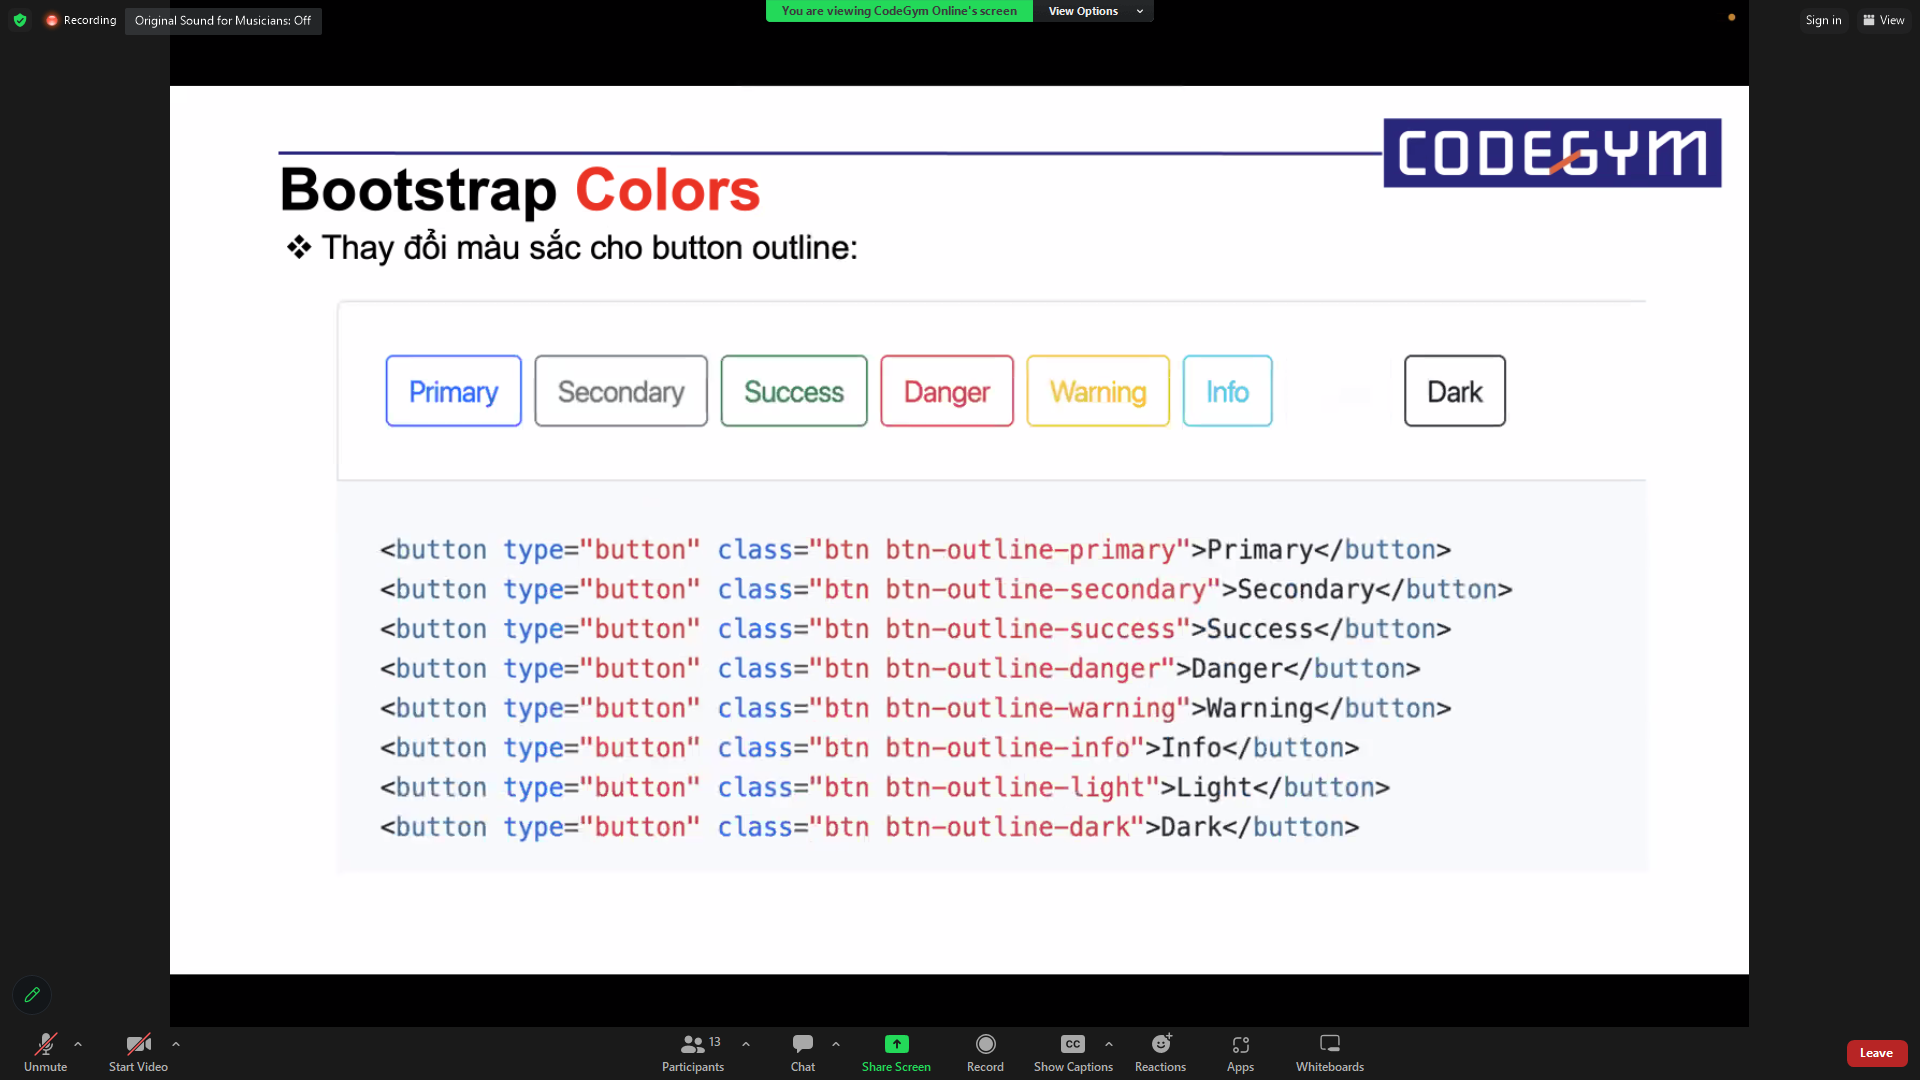 Recording
Original Sound for Musicians: Off
You are viewing CodeGym Online's screen
View Options
Sign in
View
CODEGYM
Bootstrap Colors
❖ Thay đổi màu sắc cho button outline:
Primary Secondary Success Danger Warning Info Dark
<button type="button" class="btn btn-outline-primary">Primary</button>
<button type="button" class="btn btn-outline-secondary">Secondary</button>
<button type="button" class="btn btn-outline-success">Success</button>
<button type="button" class="btn btn-outline-danger">Danger</button>
<button type="button" class="btn btn-outline-warning">Warning</button>
<button type="button" class="btn btn-outline-info">Info</button>
<button type="button" class="btn btn-outline-light">Light</button>
<button type="button" class="btn btn-outline-dark">Dark</button>
Unmute
Start Video
13
Participants
Chat
Share Screen
Record
CC
Show Captions
Reactions
Apps
Whiteboards
Leave